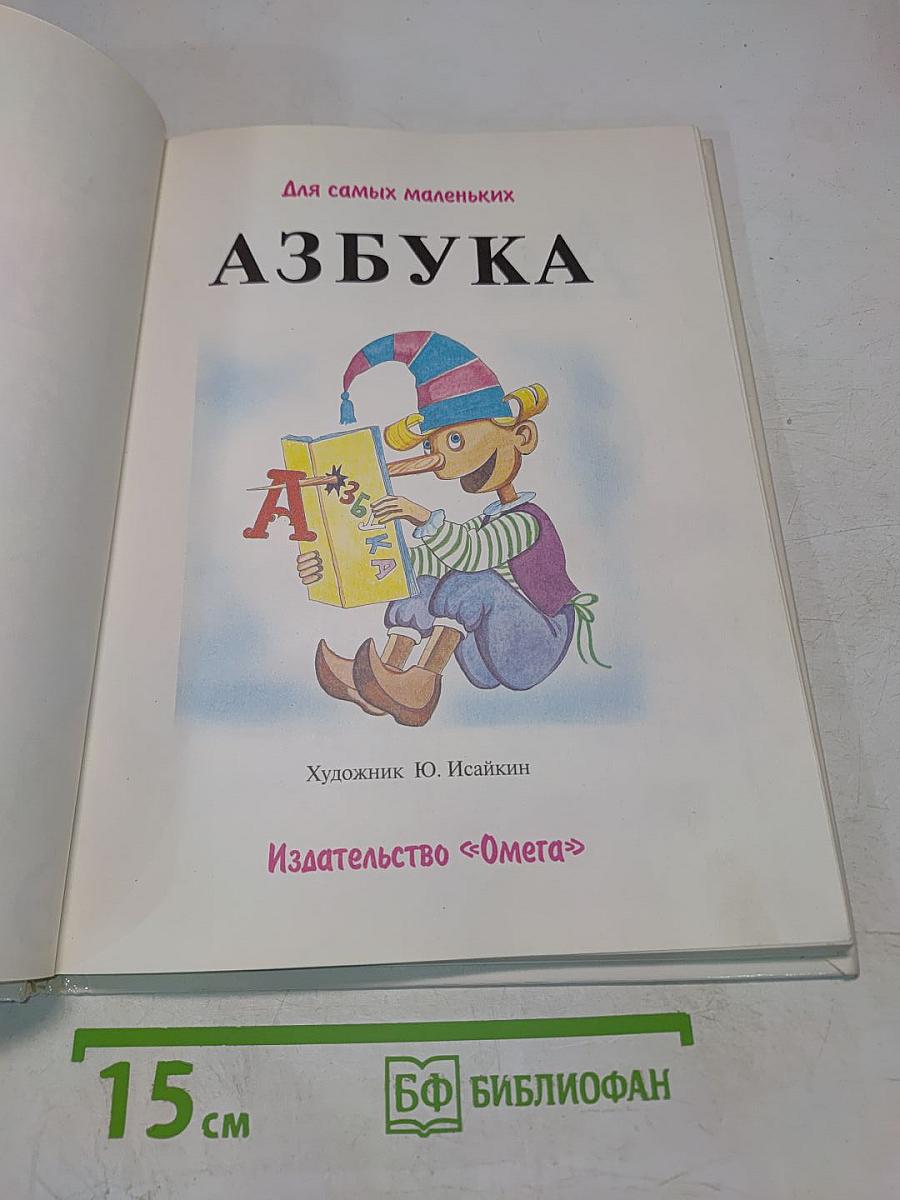 Для самых маленьких
АЗБУКА
А
ЗБУКА
Художник Ю. Исайкин
Издательство «Омега»
15 см
БФ БИБЛИОФАН